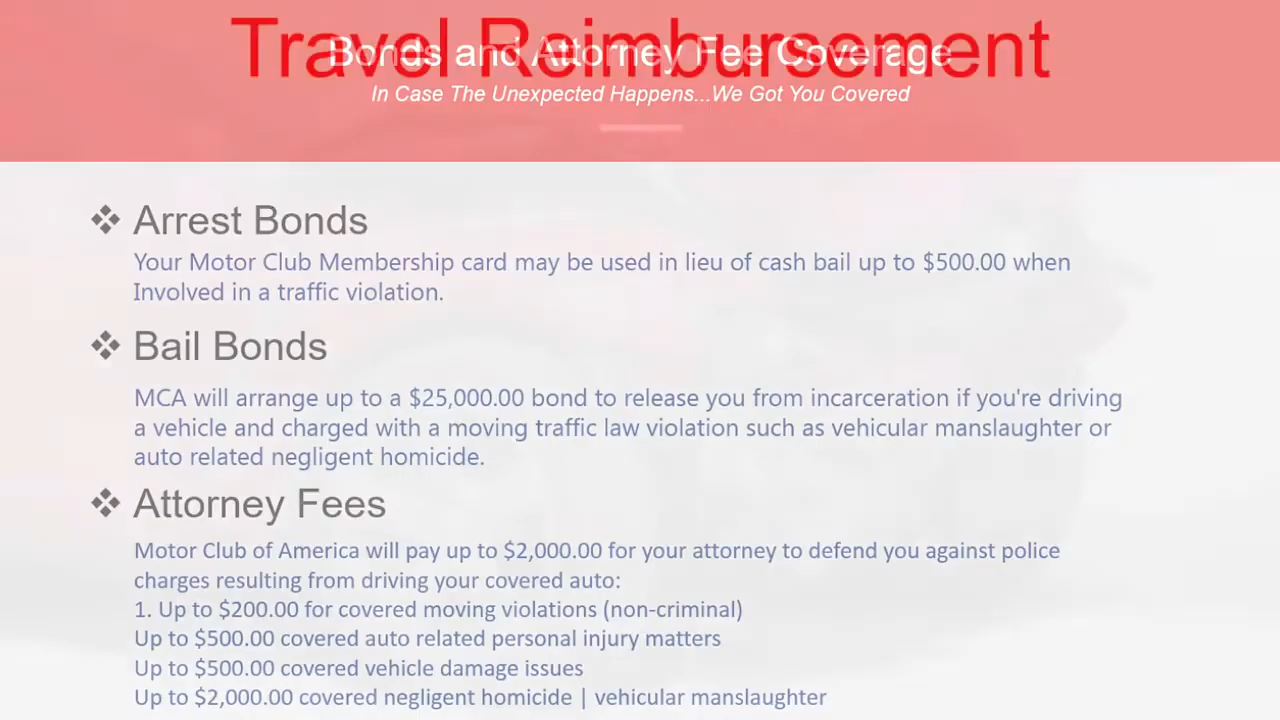 Travel Reimbursement
Bonds and Attorney Fee Coverage
In Case The Unexpected Happens...We Got You Covered
❖ Arrest Bonds
Your Motor Club Membership card may be used in lieu of cash bail up to $500.00 when
Involved in a traffic violation.
❖ Bail Bonds
MCA will arrange up to a $25,000.00 bond to release you from incarceration if you're driving
a vehicle and charged with a moving traffic law violation such as vehicular manslaughter or
auto related negligent homicide.
❖ Attorney Fees
Motor Club of America will pay up to $2,000.00 for your attorney to defend you against police
charges resulting from driving your covered auto:
1. Up to $200.00 for covered moving violations (non-criminal)
Up to $500.00 covered auto related personal injury matters
Up to $500.00 covered vehicle damage issues
Up to $2,000.00 covered negligent homicide | vehicular manslaughter